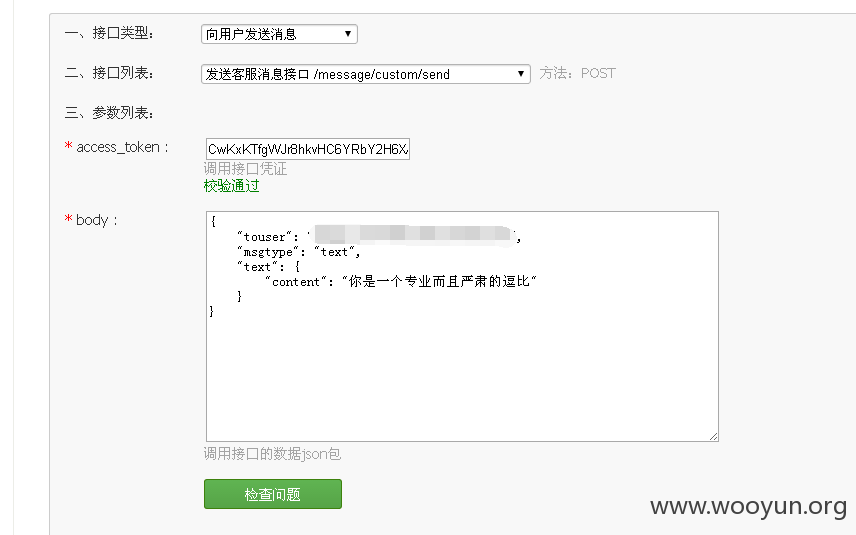 一、接口类型： 向用户发送消息
二、接口列表： 发送客服消息接口 /message/custom/send 方法：POST
三、参数列表：
* access_token： CwKxKTfgWJr8hkvHC6YRbY2H6X
调用接口凭证
校验通过
* body： {
"touser": " ",
"msgtype": "text",
"text": {
"content": "你是一个专业而且严肃的逗比"
}
}
调用接口的数据json包
检查问题
www.wooyun.org